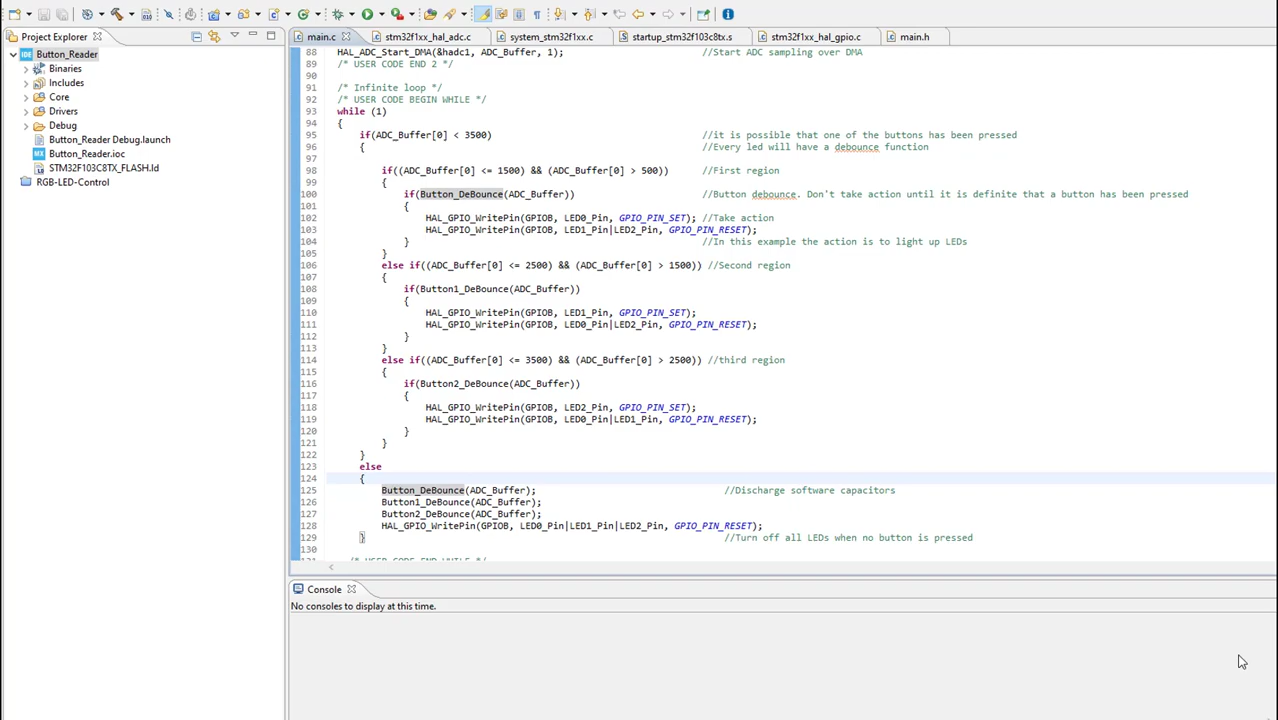 Project Explorer
Button_Reader
Binaries
Includes
Core
Drivers
Debug
Button_Reader Debug.launch
Button_Reader.ioc
STM32F103C8TX_FLASH.ld
RGB-LED-Control
main.c stm32f1xx_hal_adc.c system_stm32f1xx.c startup_stm32f103c8tx.s stm32f1xx_hal_gpio.c main.h
88 HAL_ADC_Start_DMA(&hadc1, ADC_Buffer, 1); //Start ADC sampling over DMA
89 /* USER CODE END 2 */
90
91 /* Infinite loop */
92 /* USER CODE BEGIN WHILE */
93 while (1)
94 {
95 if(ADC_Buffer[0] < 3500) //it is possible that one of the buttons has been pressed
96 { //Every led will have a debounce function
97
98 if((ADC_Buffer[0] <= 1500) && (ADC_Buffer[0] > 500)) //First region
99 {
100 if(Button_DeBounce(ADC_Buffer)) //Button debounce. Don't take action until it is definite that a button has been pressed
101 {
102 HAL_GPIO_WritePin(GPIOB, LED0_Pin, GPIO_PIN_SET); //Take action
103 HAL_GPIO_WritePin(GPIOB, LED1_Pin|LED2_Pin, GPIO_PIN_RESET);
104 } //In this example the action is to light up LEDs
105 }
106 else if((ADC_Buffer[0] <= 2500) && (ADC_Buffer[0] > 1500)) //Second region
107 {
108 if(Button1_DeBounce(ADC_Buffer))
109 {
110 HAL_GPIO_WritePin(GPIOB, LED1_Pin, GPIO_PIN_SET);
111 HAL_GPIO_WritePin(GPIOB, LED0_Pin|LED2_Pin, GPIO_PIN_RESET);
112 }
113 }
114 else if((ADC_Buffer[0] <= 3500) && (ADC_Buffer[0] > 2500)) //third region
115 {
116 if(Button2_DeBounce(ADC_Buffer))
117 {
118 HAL_GPIO_WritePin(GPIOB, LED2_Pin, GPIO_PIN_SET);
119 HAL_GPIO_WritePin(GPIOB, LED0_Pin|LED1_Pin, GPIO_PIN_RESET);
120 }
121 }
122 }
123 else
124 {
125 Button_DeBounce(ADC_Buffer); //Discharge software capacitors
126 Button1_DeBounce(ADC_Buffer);
127 Button2_DeBounce(ADC_Buffer);
128 HAL_GPIO_WritePin(GPIOB, LED0_Pin|LED1_Pin|LED2_Pin, GPIO_PIN_RESET);
129 } //Turn off all LEDs when no button is pressed
130
/* USER CODE END WHILE */
Console
No consoles to display at this time.